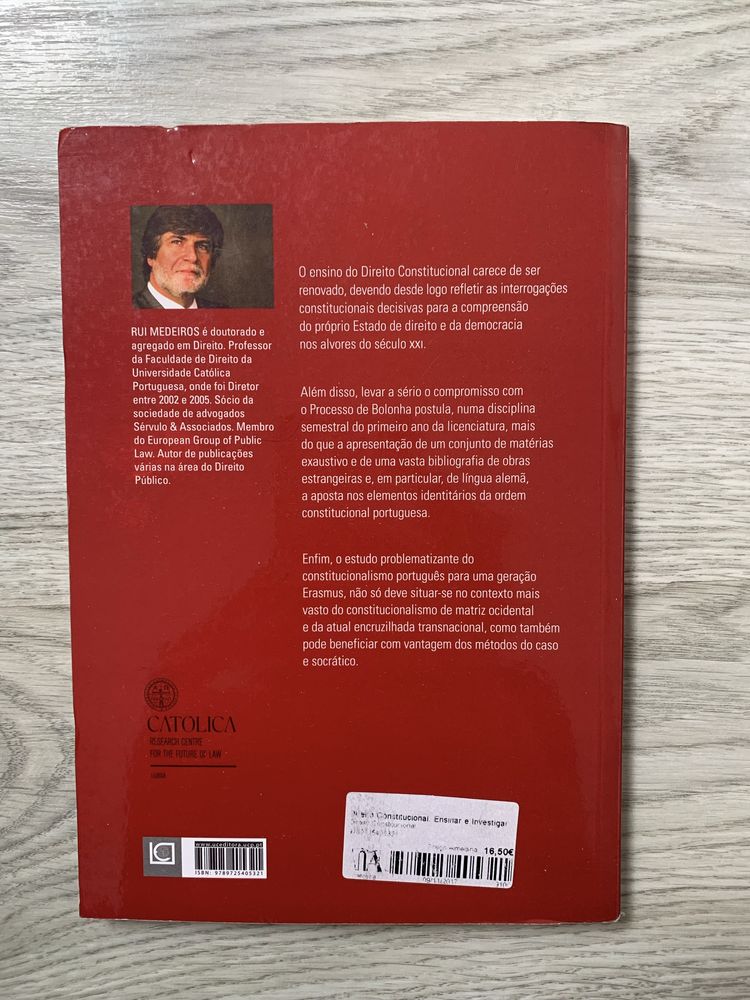 RUI MEDEIROS é doutorado e
agregado em Direito. Professor
da Faculdade de Direito da
Universidade Católica
Portuguesa, onde foi Diretor
entre 2002 e 2005. Sócio da
sociedade de advogados
Sérvulo & Associados. Membro
do European Group of Public
Law. Autor de publicações
várias na área do Direito
Público.
O ensino do Direito Constitucional carece de ser
renovado, devendo desde logo refletir as interrogações
constitucionais decisivas para a compreensão
do próprio Estado de direito e da democracia
nos alvores do século XXI.
Além disso, levar a sério o compromisso com
o Processo de Bolonha postula, numa disciplina
semestral do primeiro ano da licenciatura, mais
do que a apresentação de um conjunto de matérias
exaustivo e de uma vasta bibliografia de obras
estrangeiras e, em particular, de língua alemã,
a aposta nos elementos identitários da ordem
constitucional portuguesa.
Enfim, o estudo problematizante do
constitucionalismo português para uma geração
Erasmus, não só deve situar-se no contexto mais
vasto do constitucionalismo de matriz ocidental
e da atual encruzilhada transnacional, como também
pode beneficiar com vantagem dos métodos do caso
e socrático.
CATOLICA
RESEARCH CENTRE
FOR THE FUTURE OF LAW
LISBOA
www.uceditora.ucp.pt
ISBN: 9789725405321
Direito Constitucional. Ensinar e Investigar
Direito Constitucional
9789725405321
16,50€
09/11/2017